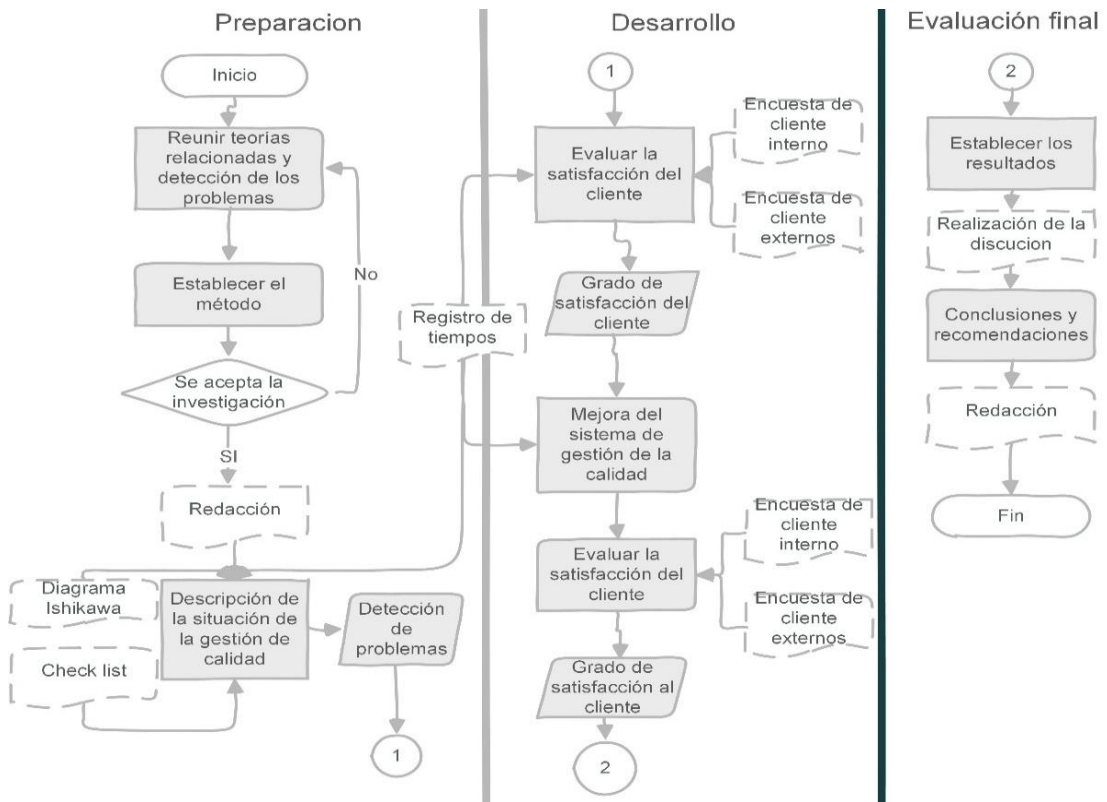 Preparacion
Inicio
Reunir teorías
relacionadas y
detección de los
problemas
Establecer el
método
No
Se acepta la
investigación
SI
Redacción
Diagrama
Ishikawa
Check list
Descripción de
la situación de
la gestión de
calidad
Detección
de
problemas
1
Registro de
tiempos
Desarrollo
1
Evaluar la
satisfacción del
cliente
Encuesta de
cliente
interno
Encuesta de
cliente
externos
Grado de
satisfacción del
cliente
Mejora del
sistema de
gestión de la
calidad
Evaluar la
satisfacción del
cliente
Encuesta de
cliente
interno
Encuesta de
cliente
externos
Grado de
satisfacción al
cliente
2
Evaluación final
2
Establecer los
resultados
Realización de la
discucion
Conclusiones y
recomendaciones
Redacción
Fin